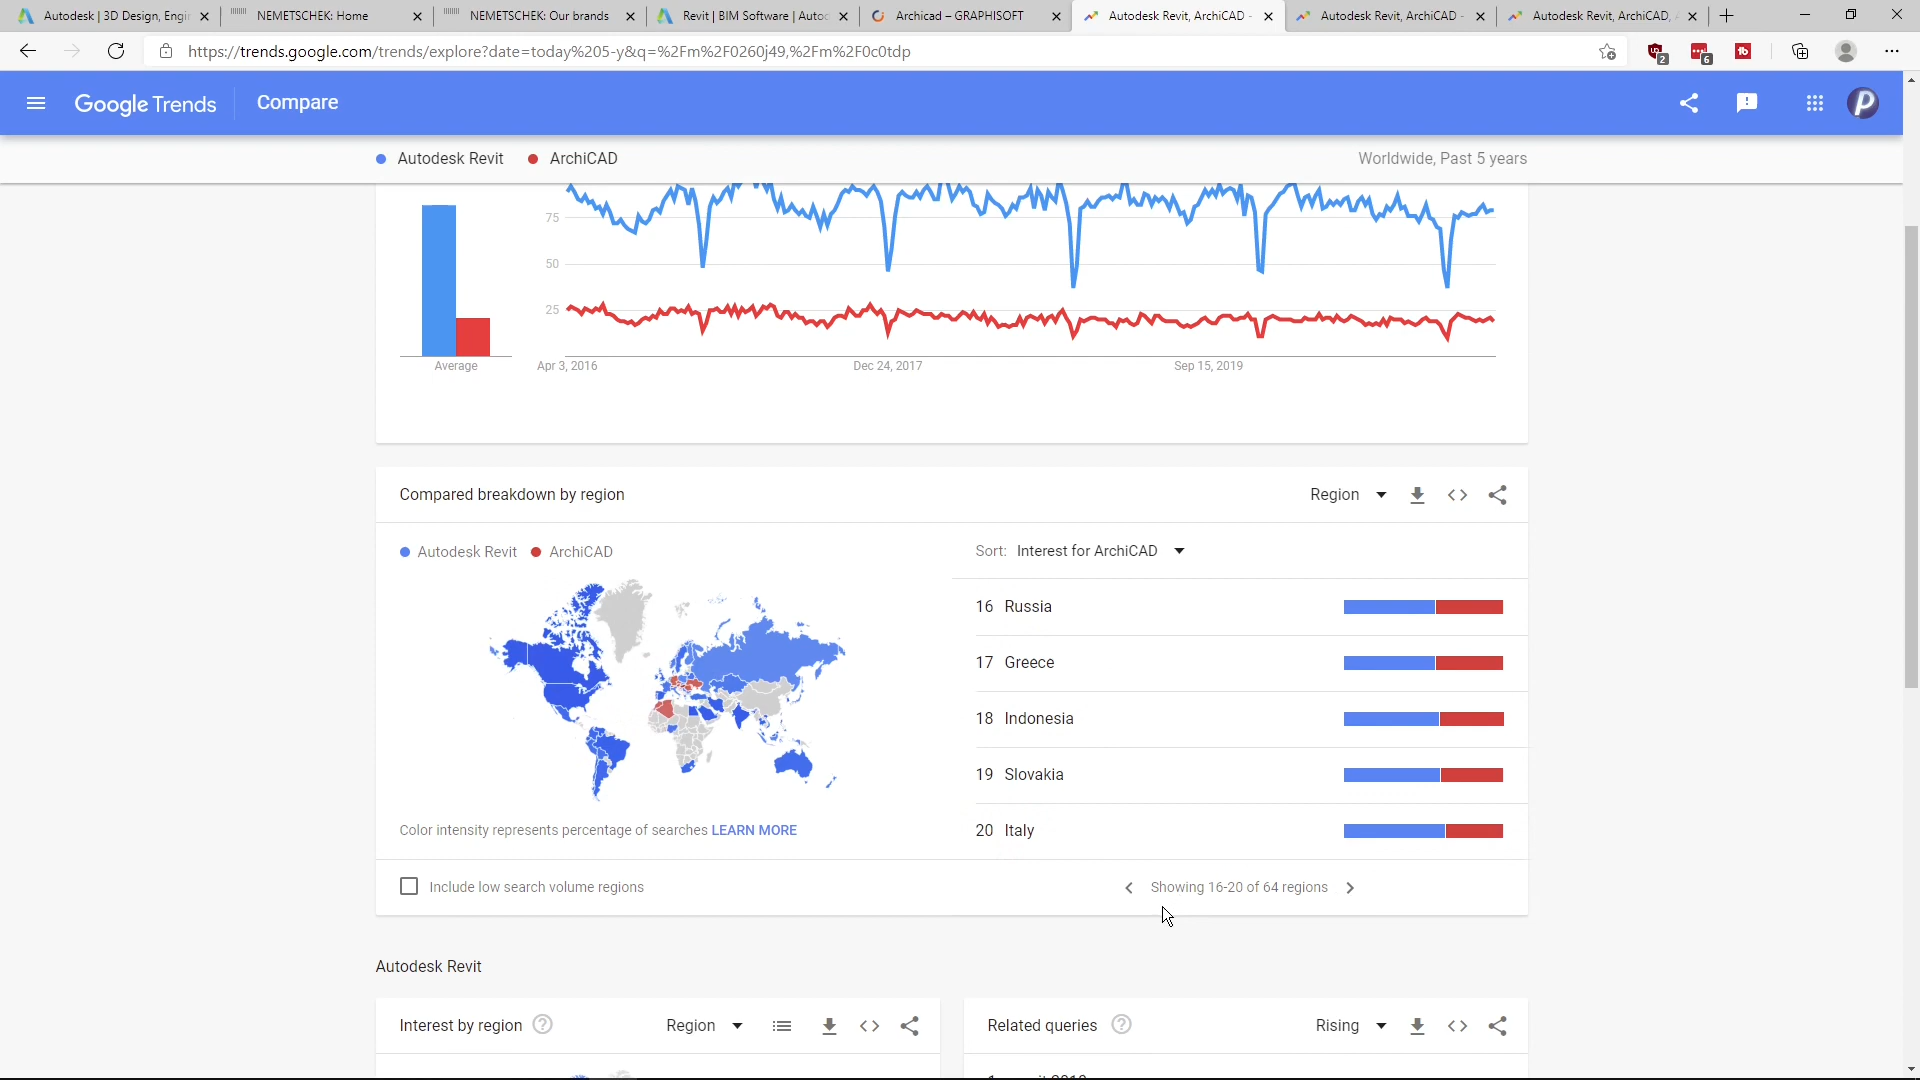 Autodesk | 3D Design, Engin
NEMETSCHEK: Home
NEMETSCHEK: Our brands
Revit | BIM Software | Autod
Archicad – GRAPHISOFT
Autodesk Revit, ArchiCAD -
Autodesk Revit, ArchiCAD -
Autodesk Revit, ArchiCAD,
https://trends.google.com/trends/explore?date=today%205-y&q=%2Fm%2F0260j49,%2Fm%2F0c0tdp
2
6
Google Trends
Compare
P
Autodesk Revit
ArchiCAD
Worldwide, Past 5 years
75
50
25
Average
Apr 3, 2016
Dec 24, 2017
Sep 15, 2019
Compared breakdown by region
Region
Autodesk Revit
ArchiCAD
Sort: Interest for ArchiCAD
16 Russia
17 Greece
18 Indonesia
19 Slovakia
20 Italy
Color intensity represents percentage of searches LEARN MORE
Include low search volume regions
Showing 16-20 of 64 regions
Autodesk Revit
Interest by region
Region
Related queries
Rising